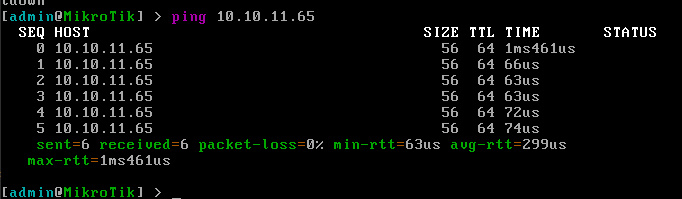 [admin@MikroTik] > ping 10.10.11.65
SEQ HOST SIZE TTL TIME STATUS
0 10.10.11.65 56 64 1ms461us
1 10.10.11.65 56 64 66us
2 10.10.11.65 56 64 63us
3 10.10.11.65 56 64 63us
4 10.10.11.65 56 64 72us
5 10.10.11.65 56 64 74us
sent=6 received=6 packet-loss=0% min-rtt=63us avg-rtt=299us
max-rtt=1ms461us
[admin@MikroTik] > _